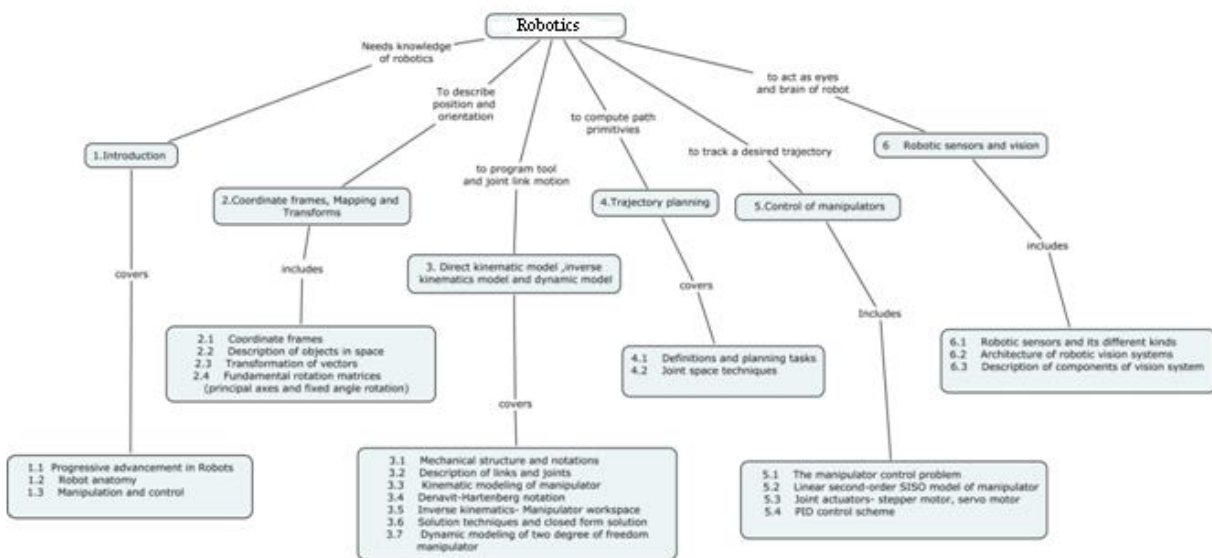 Robotics
Needs knowledge
of robotics
To describe
position and
orientation
to program tool
and joint link motion
to compute path
primitivies
to track a desired trajectory
to act as eyes
and brain of robot
1.Introduction
covers
1.1 Progressive advancement in Robots
1.2 Robot anatomy
1.3 Manipulation and control
2.Coordinate frames, Mapping and
Transforms
includes
2.1 Coordinate frames
2.2 Description of objects in space
2.3 Transformation of vectors
2.4 Fundamental rotation matrices
(principal axes and fixed angle rotation)
3. Direct kinematic model ,inverse
kinematics model and dynamic model
covers
3.1 Mechanical structure and notations
3.2 Description of links and joints
3.3 Kinematic modeling of manipulator
3.4 Denavit-Hartenberg notation
3.5 Inverse kinematics- Manipulator workspace
3.6 Solution techniques and closed form solution
3.7 Dynamic modeling of two degree of freedom
manipulator
4.Trajectory planning
covers
4.1 Definitions and planning tasks
4.2 Joint space techniques
5.Control of manipulators
Includes
5.1 The manipulator control problem
5.2 Linear second-order SISO model of manipulator
5.3 Joint actuators- stepper motor, servo motor
5.4 PID control scheme
6 Robotic sensors and vision
includes
6.1 Robotic sensors and its different kinds
6.2 Architecture of robotic vision systems
6.3 Description of components of vision system